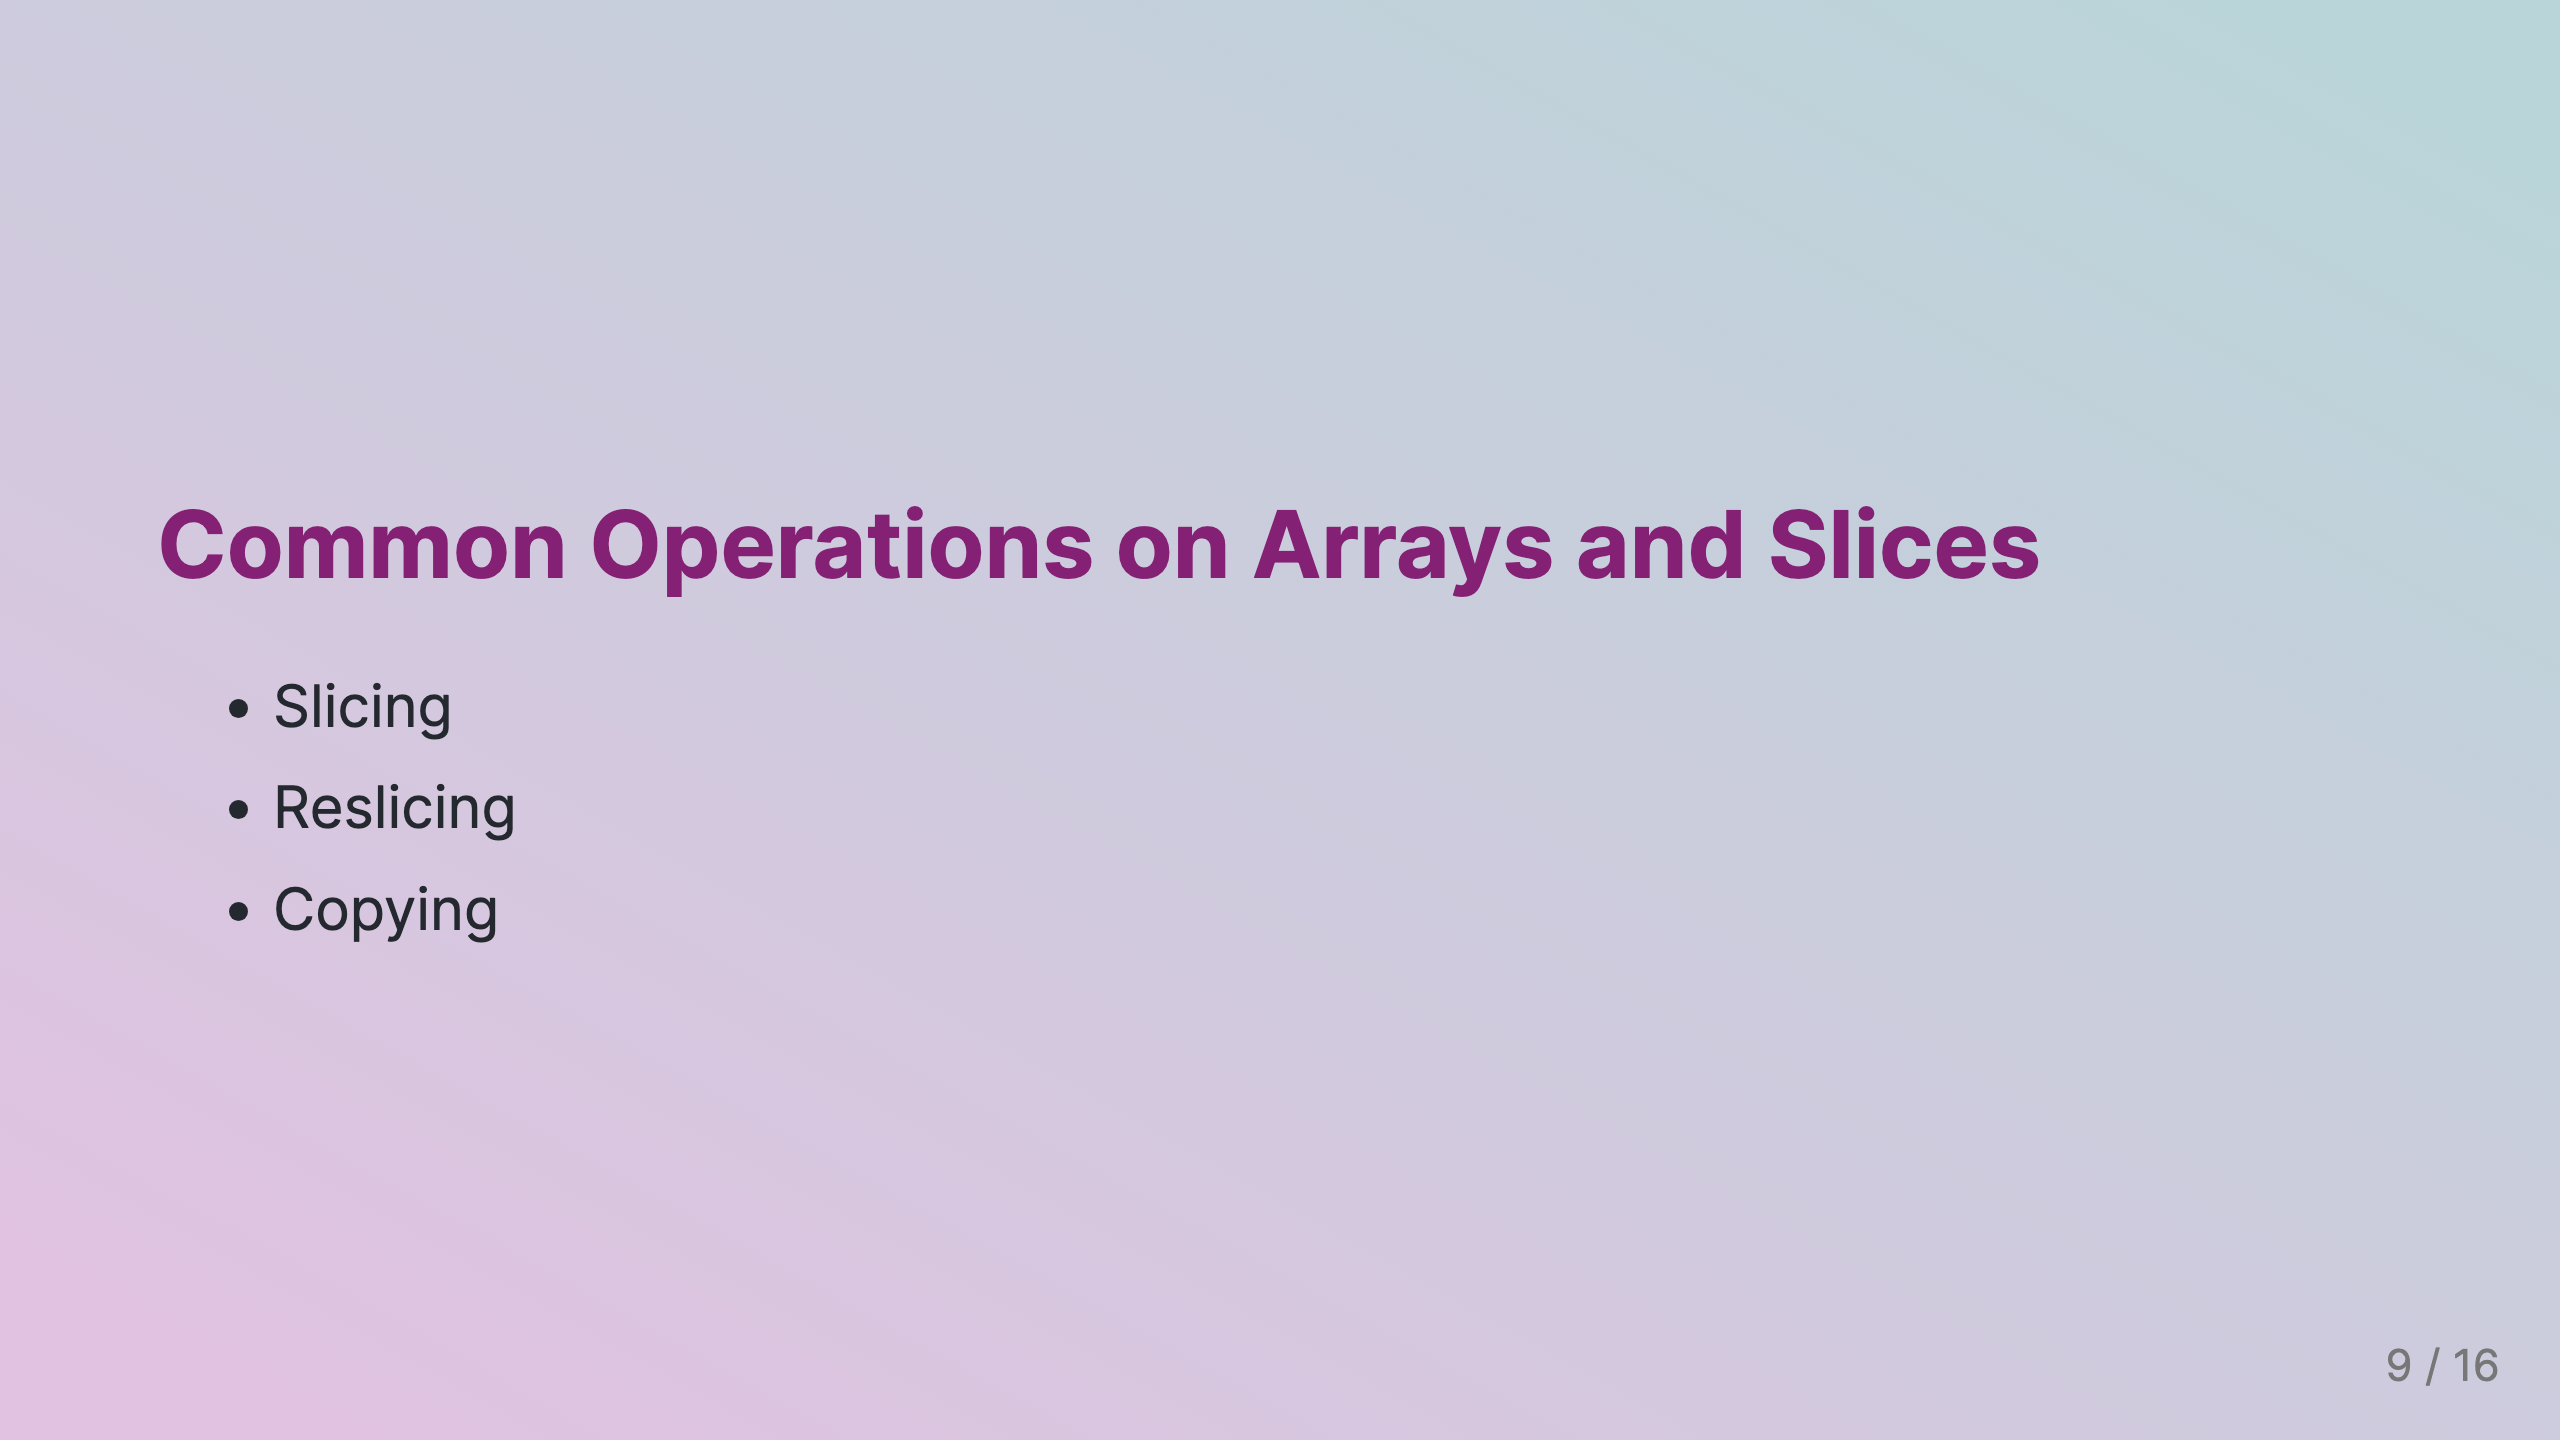 Common Operations on Arrays and Slices
• Slicing
• Reslicing
• Copying
9 / 16